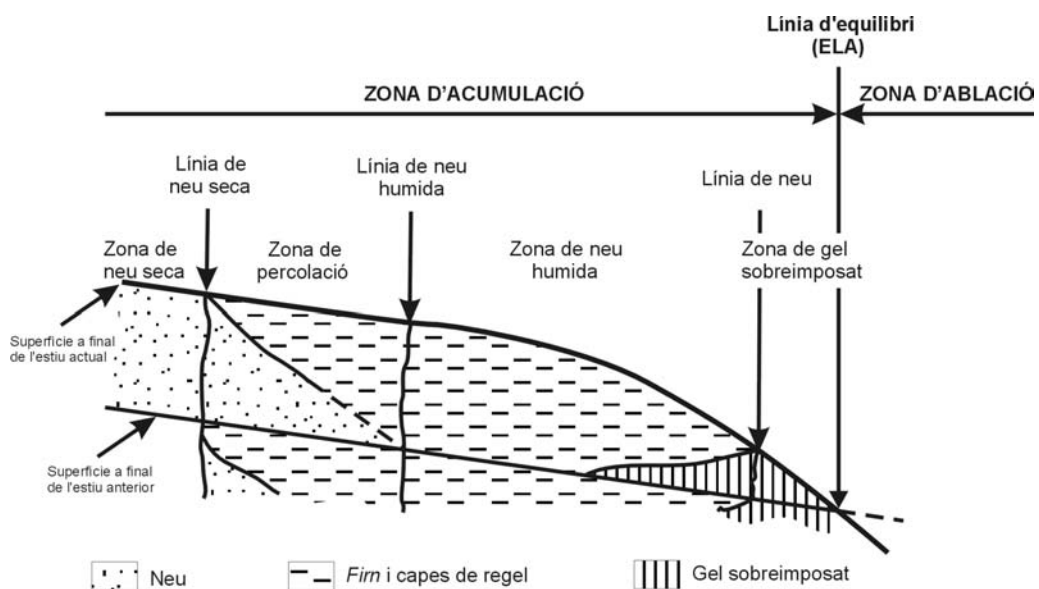 Línia d'equilibri
(ELA)
ZONA D'ACUMULACIÓ
ZONA D'ABLACIÓ
Línia de
neu seca
Línia de neu
humida
Línia de neu
Zona de
neu seca
Zona de
percolació
Zona de neu
humida
Zona de gel
sobreimposat
Superfície a final
de l'estiu actual
Superfície a final
de l'estiu anterior
Neu
Firn i capes de regel
Gel sobreimposat